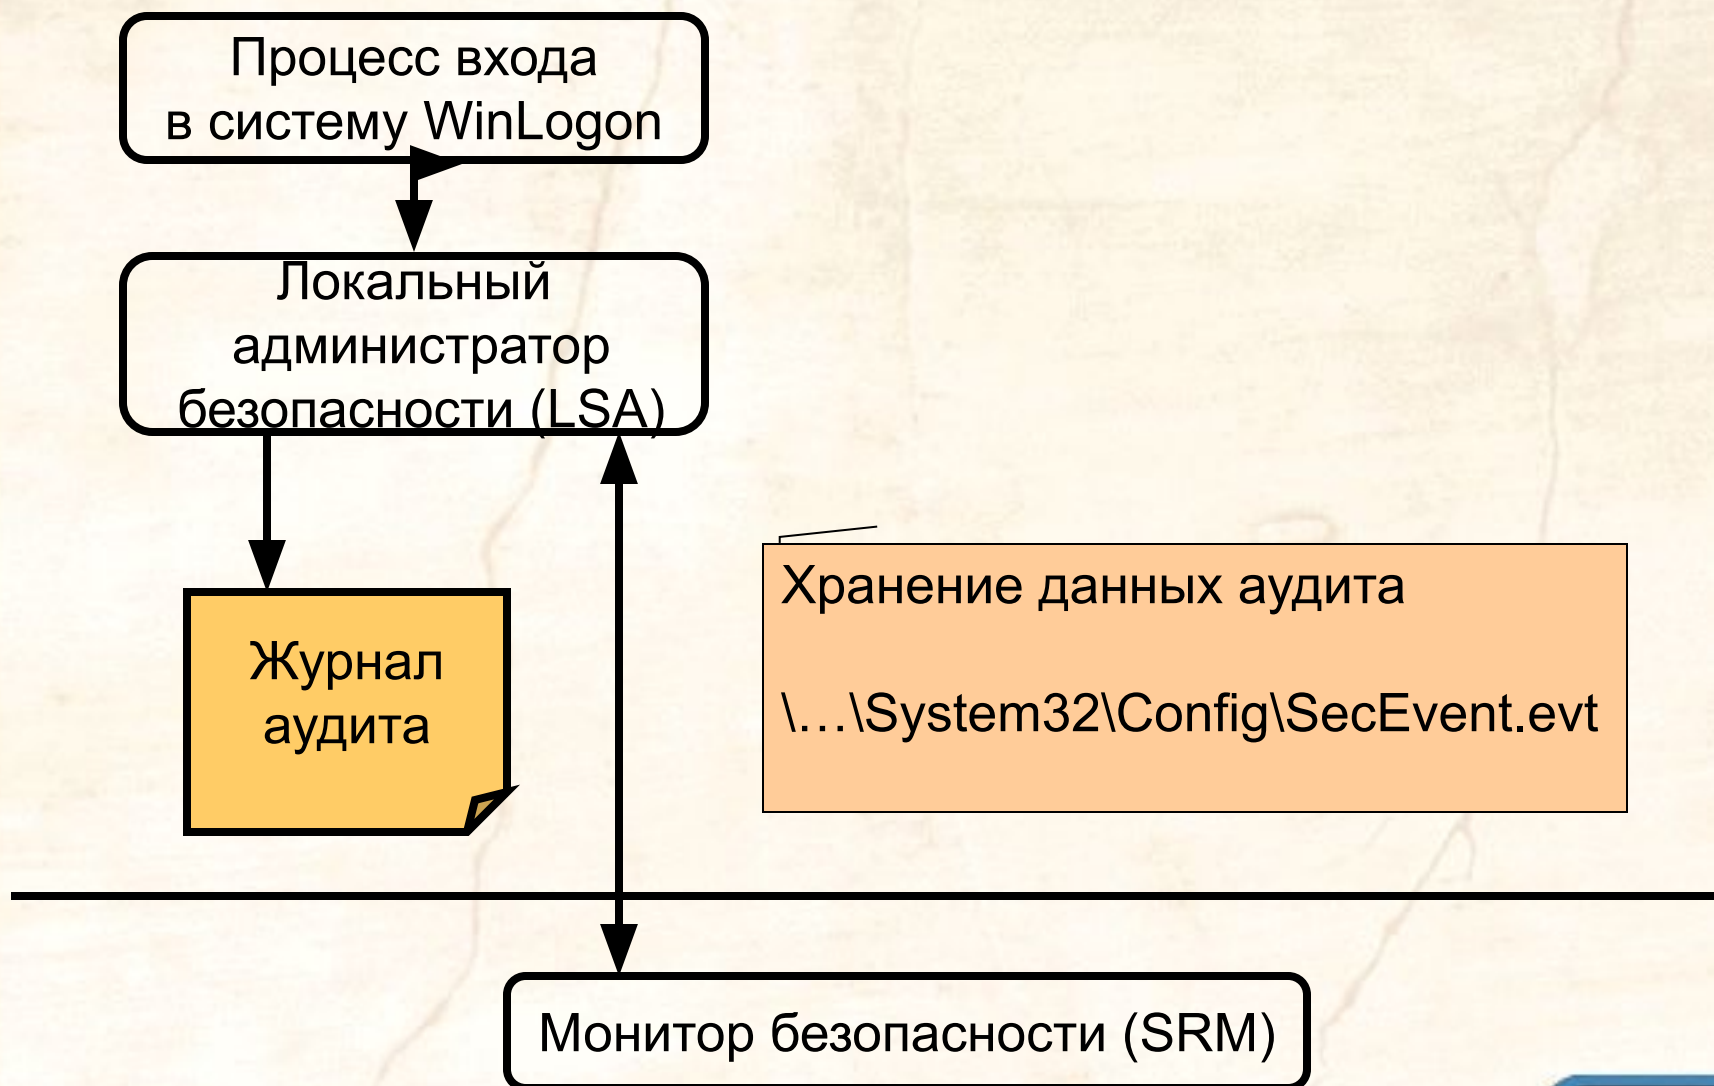 Процесс входа
в систему WinLogon
Локальный
администратор
безопасности (LSA)
Журнал
аудита
Хранение данных аудита
\…\System32\Config\SecEvent.evt
Монитор безопасности (SRM)